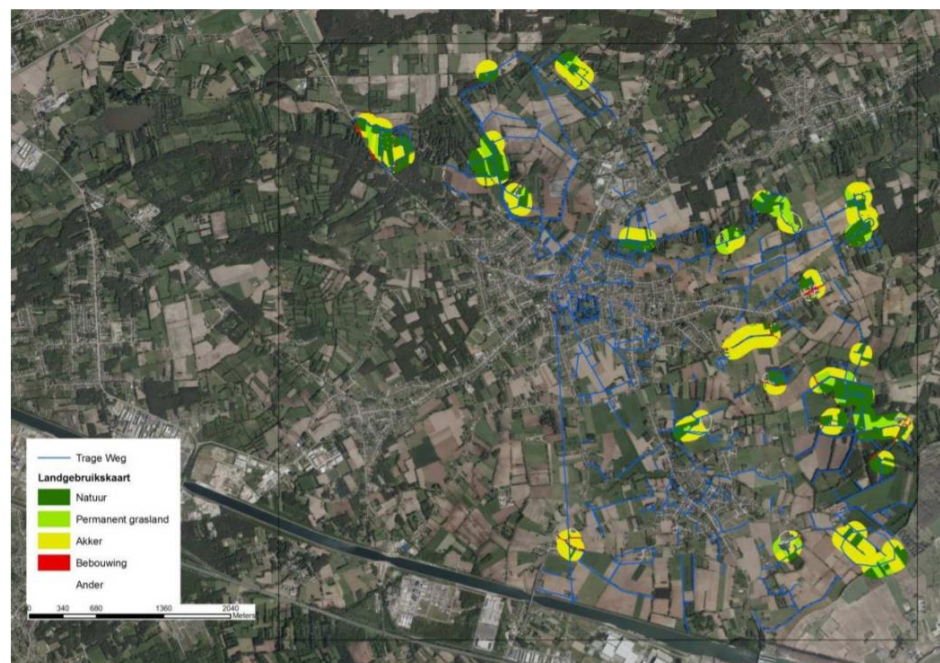 Trage Weg
Landgebruikskaart
Natuur
Permanent grasland
Akker
Bebouwing
Ander
0 340 680 1360 2040
Meters